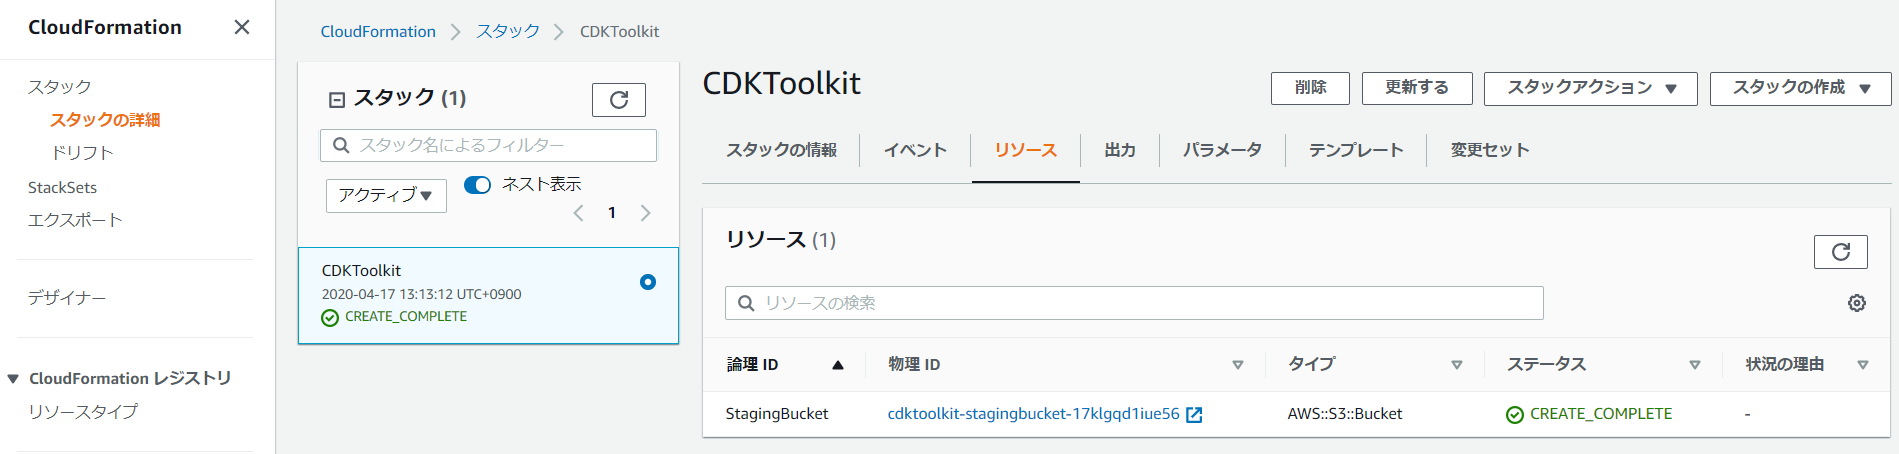 CloudFormation
スタック
スタックの詳細
ドリフト
StackSets
エクスポート
デザイナー
CloudFormation レジストリ
リソースタイプ
CloudFormation > スタック > CDKToolkit
スタック (1)
スタック名によるフィルター
アクティブ
ネスト表示
1
CDKToolkit
2020-04-17 13:13:12 UTC+0900
CREATE_COMPLETE
CDKToolkit
削除 更新する スタックアクション スタックの作成
スタックの情報 イベント リソース 出力 パラメータ テンプレート 変更セット
リソース (1)
リソースの検索
論理 ID 物理 ID タイプ ステータス 状況の理由
StagingBucket cdktoolkit-stagingbucket-17klgqd1iue56 AWS::S3::Bucket CREATE_COMPLETE -